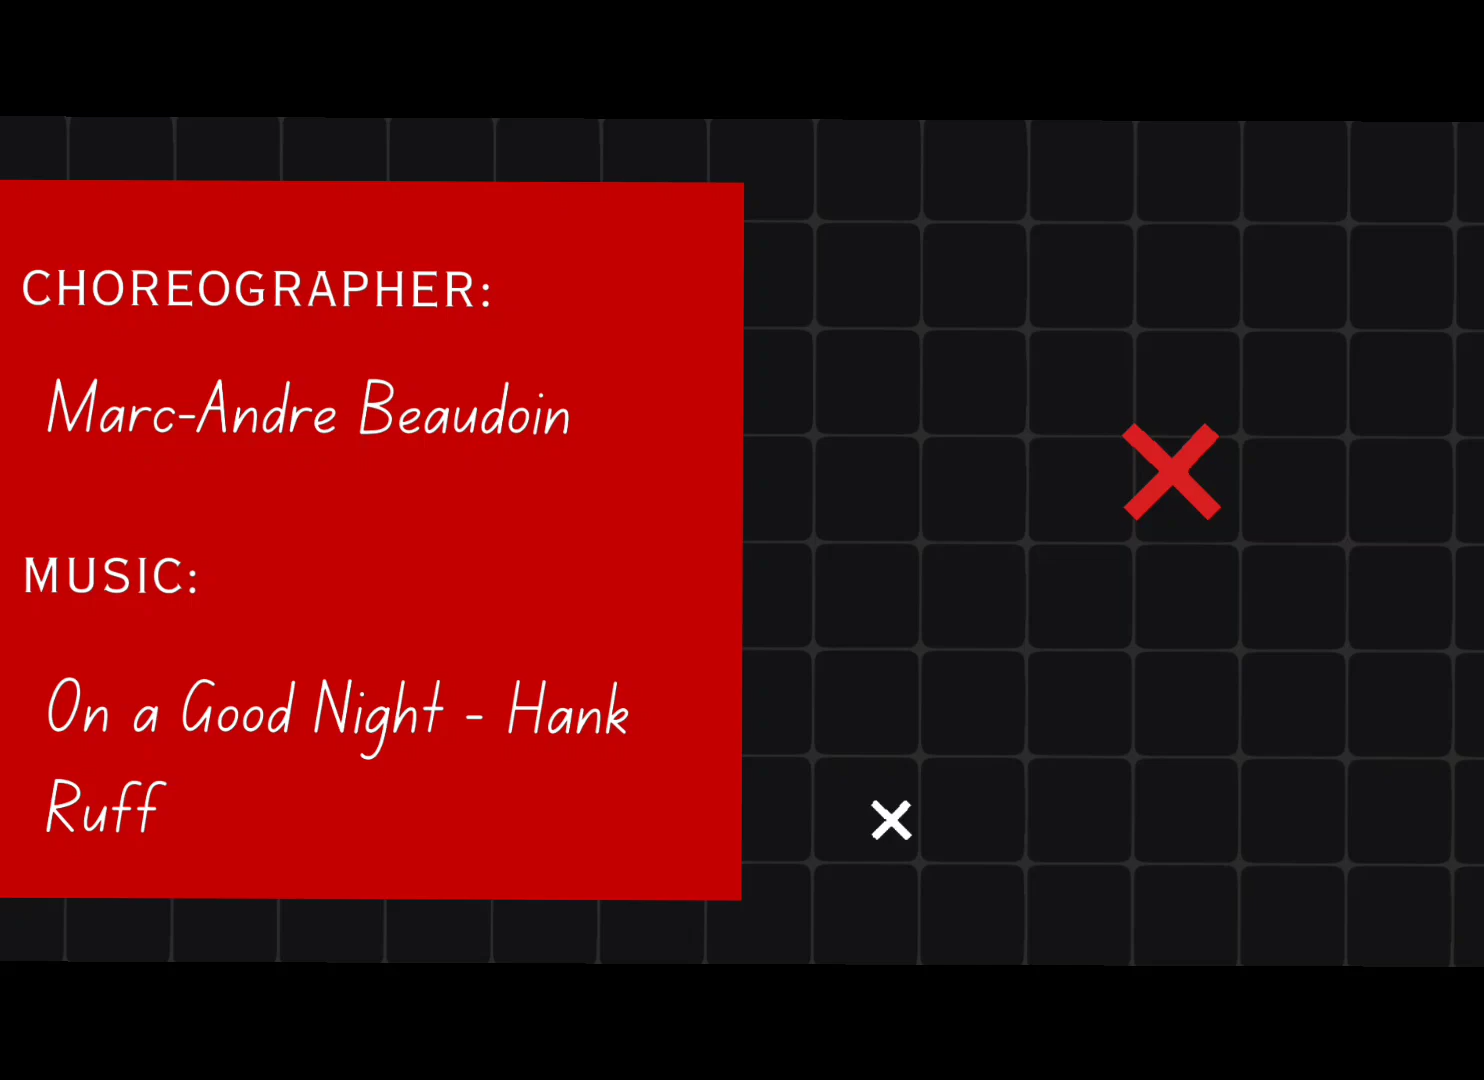 CHOREOGRAPHER:
Marc-Andre Beaudoin
MUSIC:
On a Good Night - Hank
Ruff